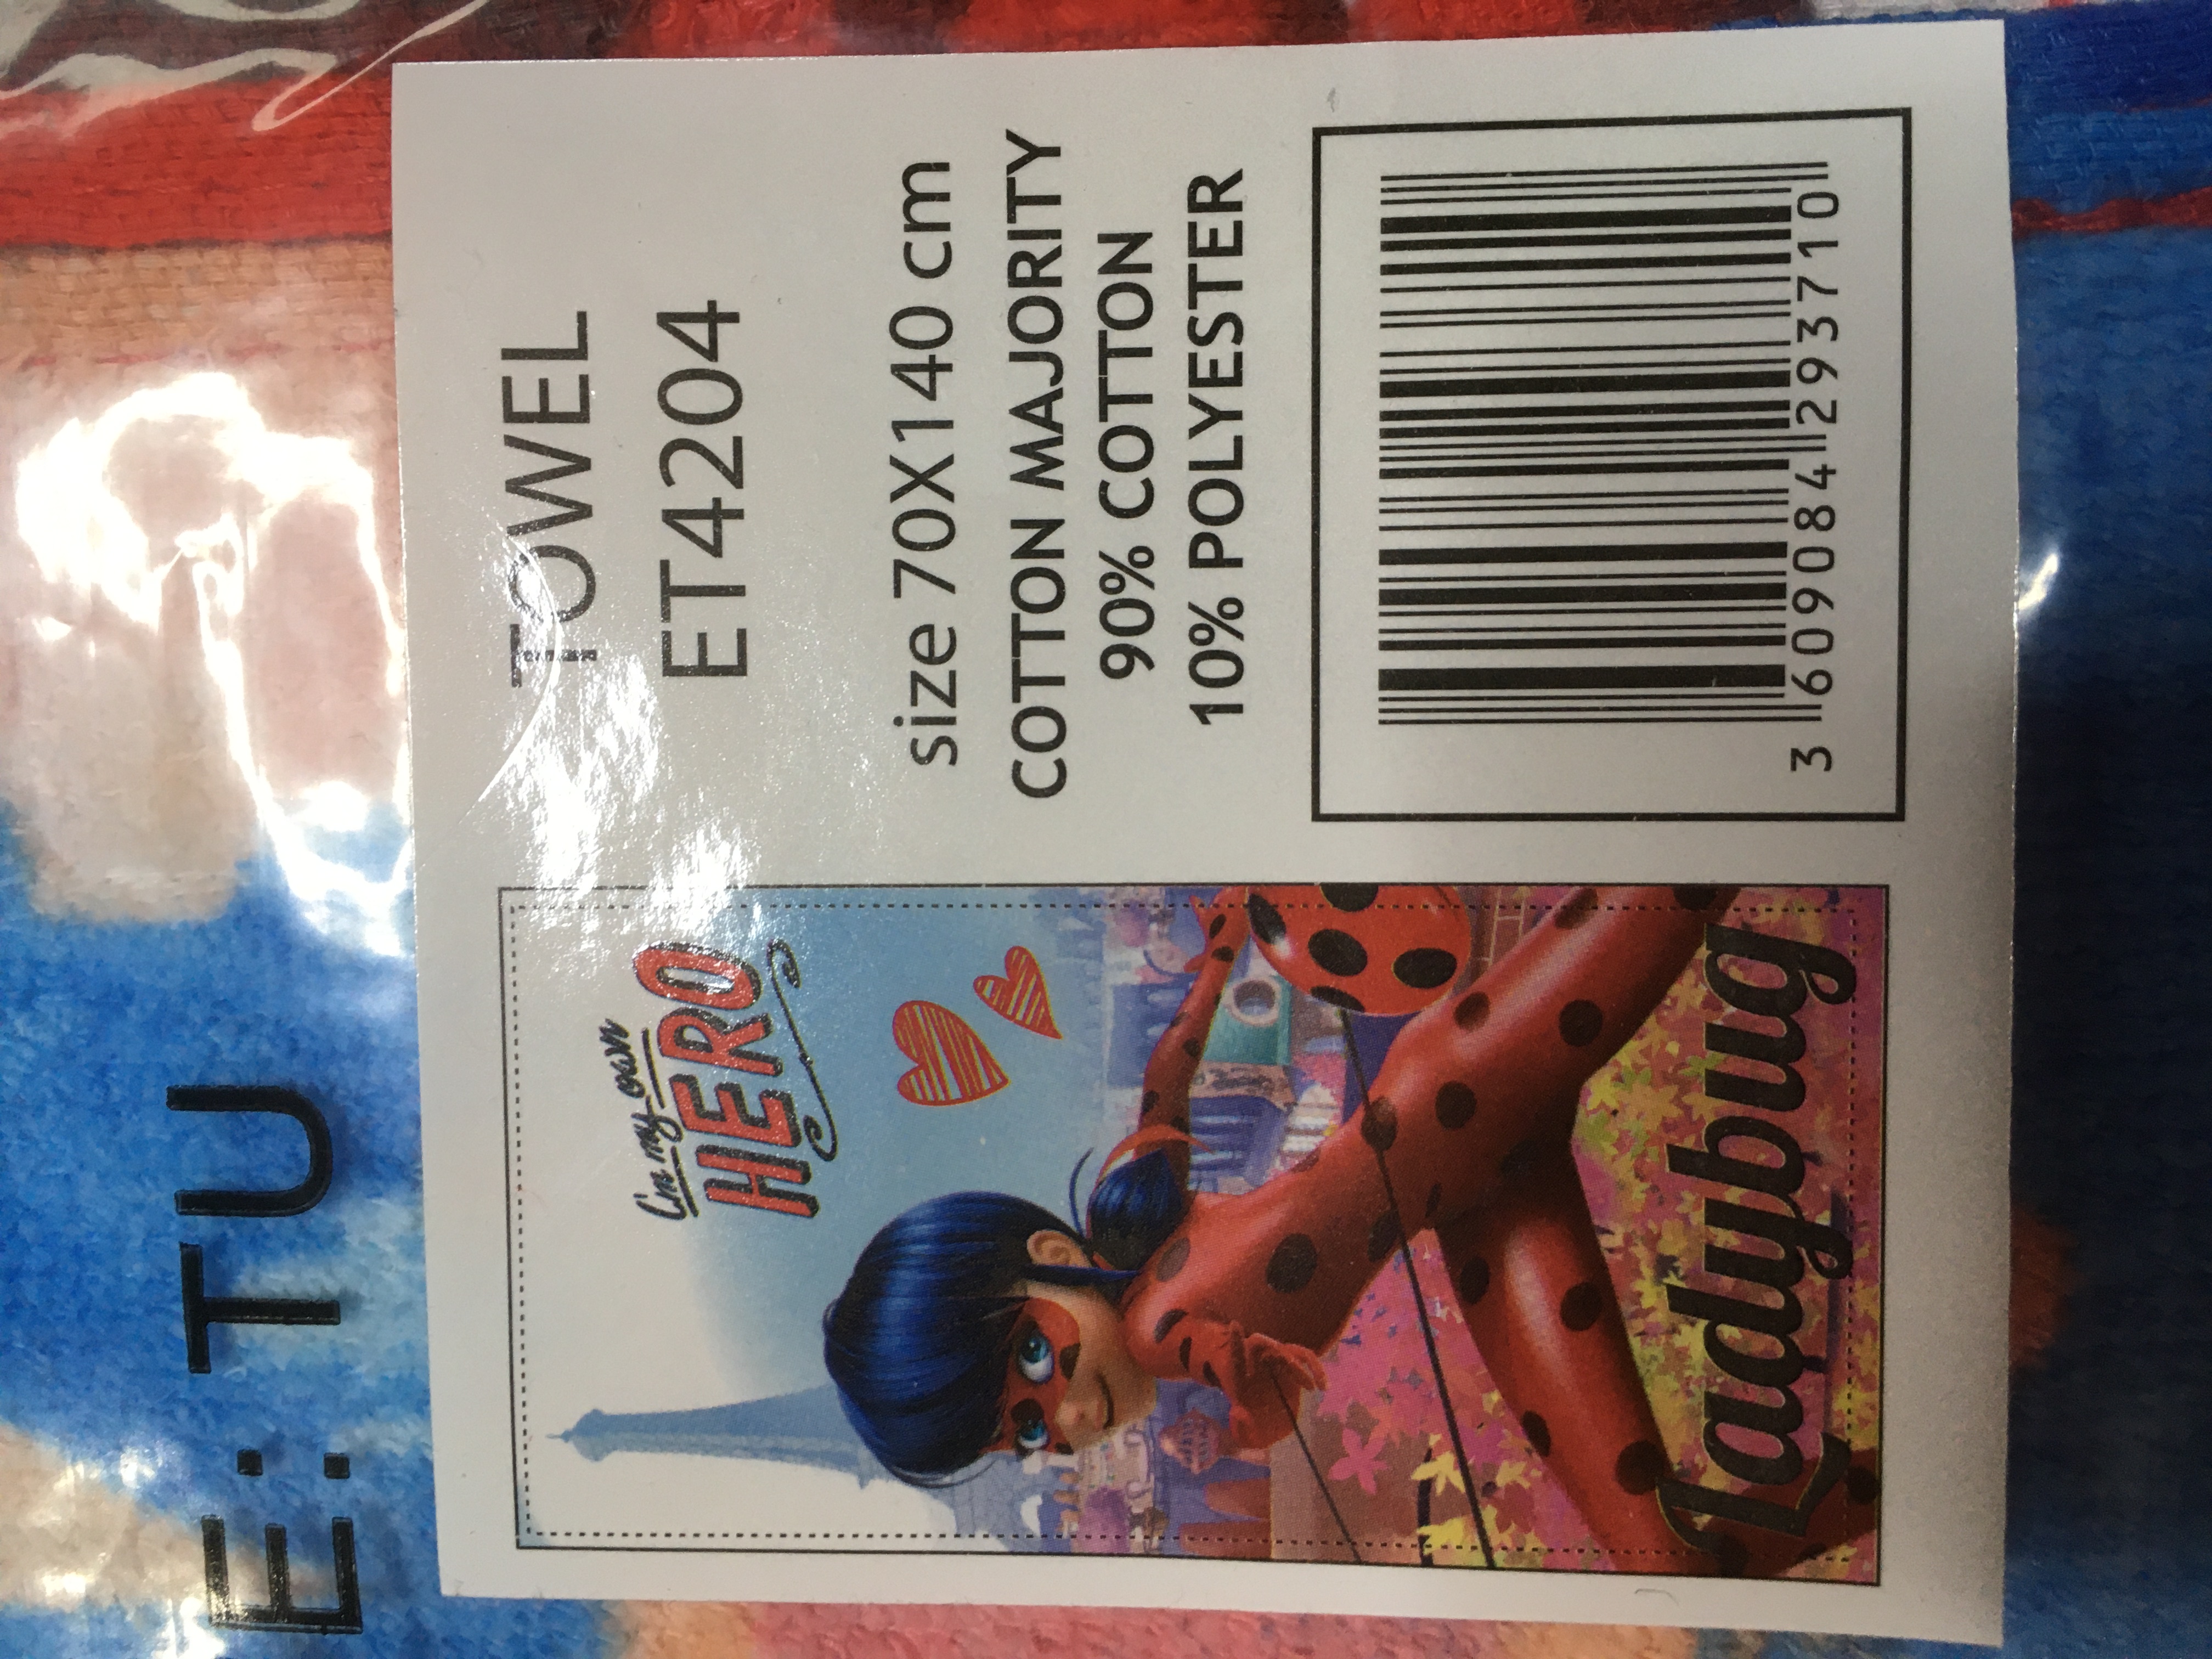 E: TU
I'm my own
HERO
Ladybug
TOWEL
ET4204
size 70X140 cm
COTTON MAJORITY
90% COTTON
10% POLYESTER
3 609084 293710